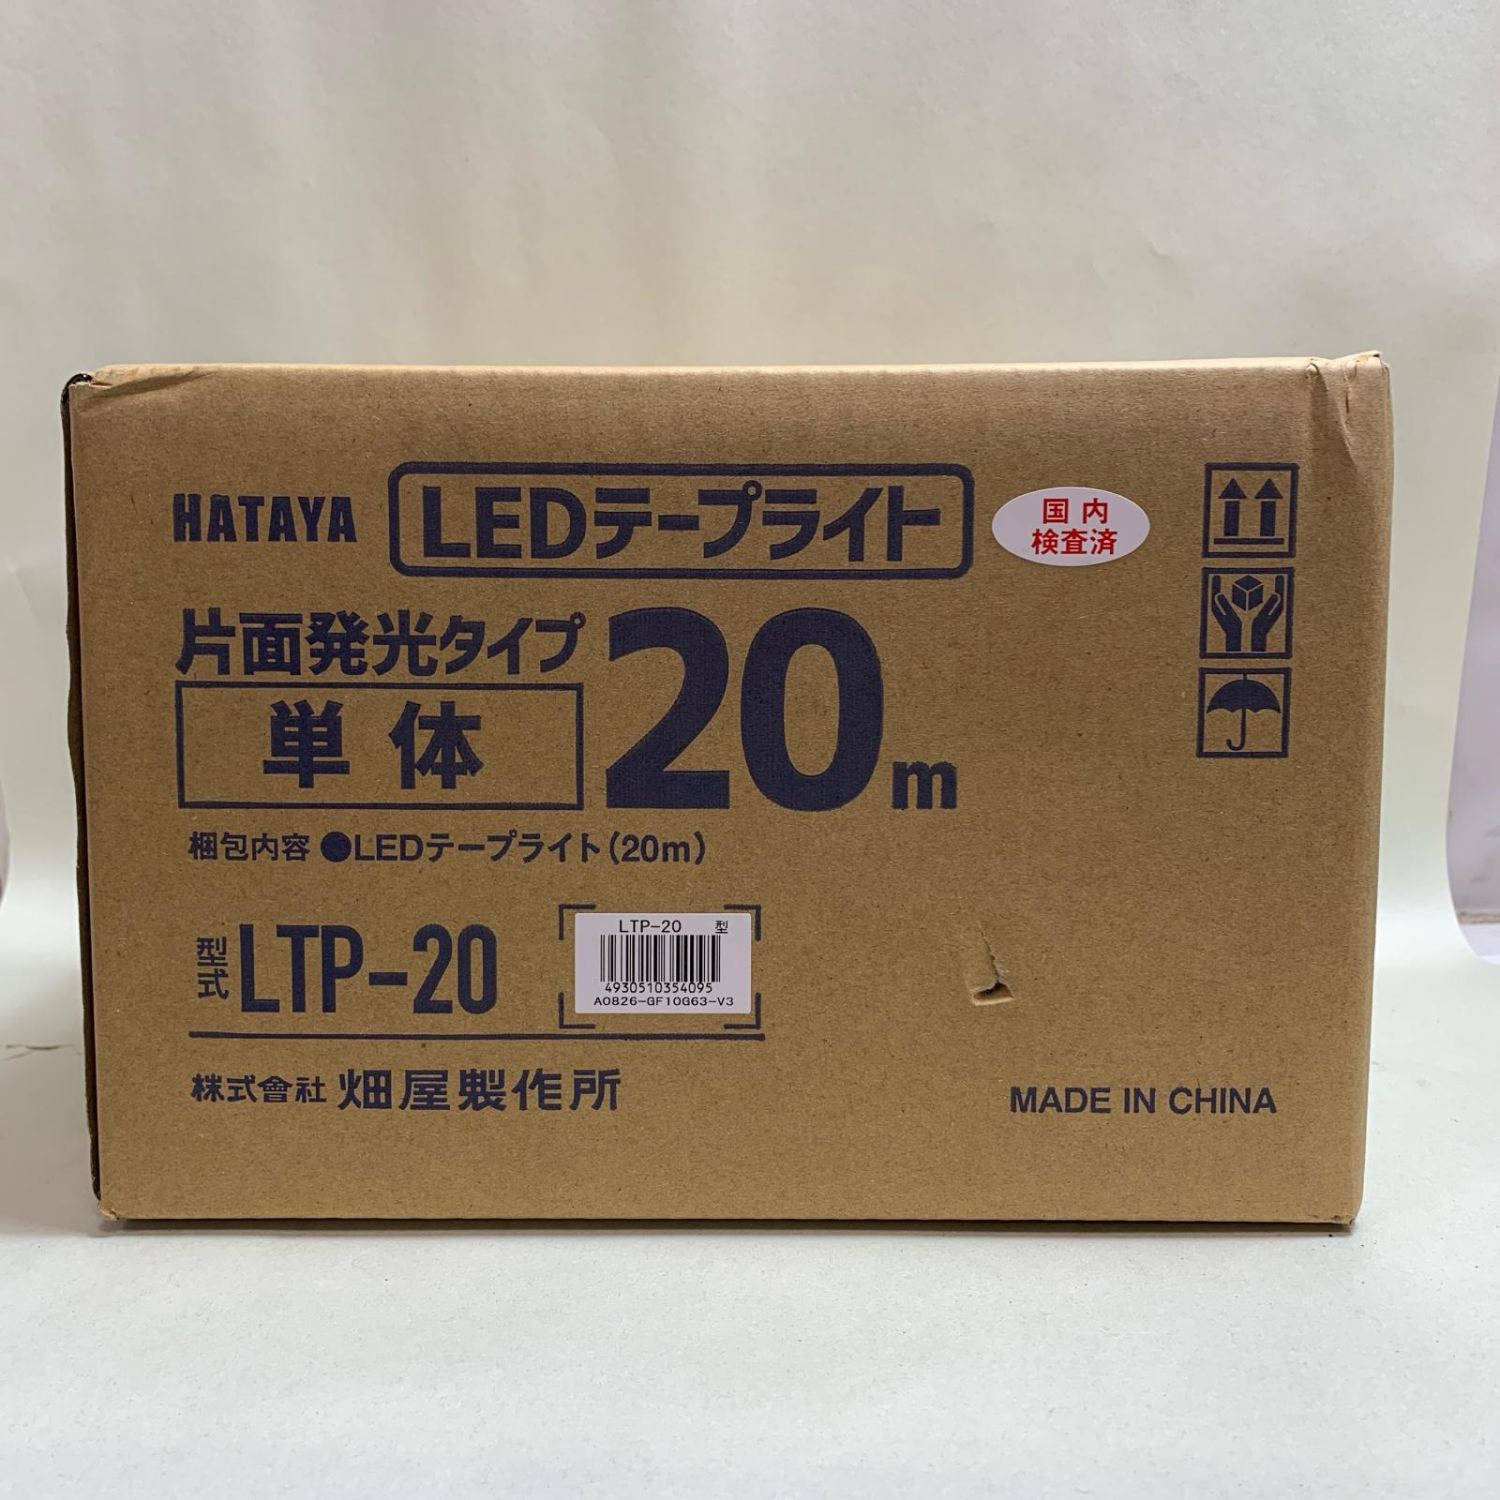 HATAYA LEDテープライト
国内
検査済
片面発光タイプ
単体
20m
梱包内容 ●LEDテープライト(20m)
型式 LTP-20
LTP-20 型
4930510354095
A0826-GF10G63-V3
株式會社 畑屋製作所
MADE IN CHINA